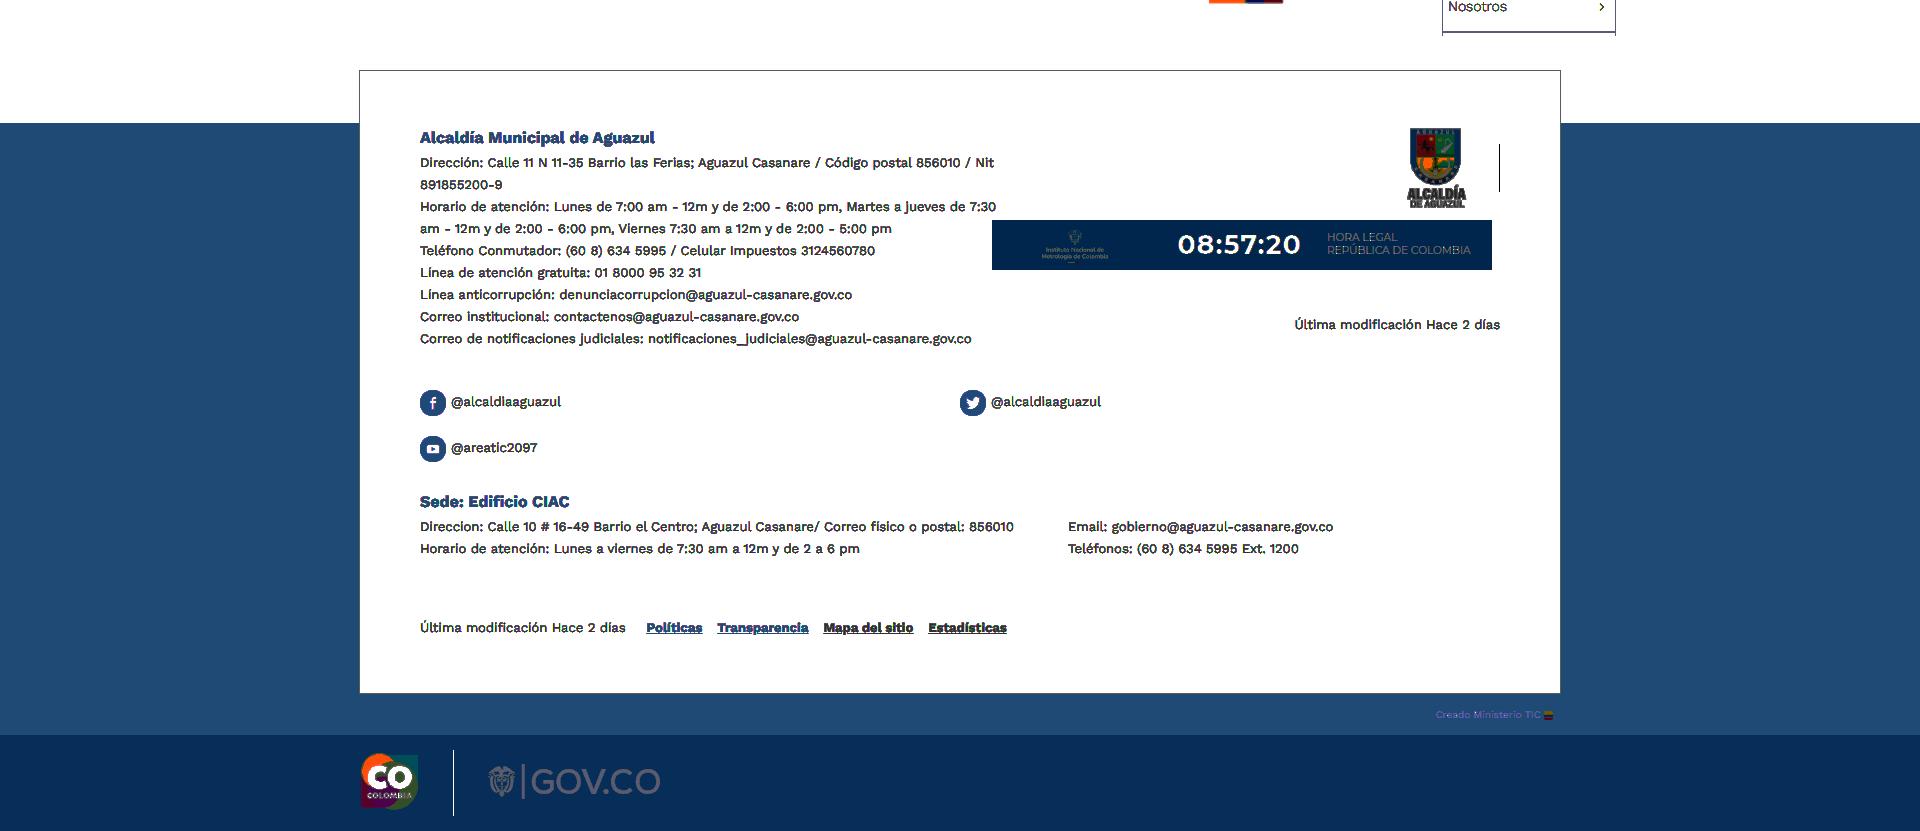 Nosotros
Alcaldía Municipal de Aguazul
Dirección: Calle 11 N 11-35 Barrio las Ferias; Aguazul Casanare / Código postal 856010 / Nit
891855200-9
Horario de atención: Lunes de 7:00 am - 12m y de 2:00 - 6:00 pm, Martes a jueves de 7:30
am - 12m y de 2:00 - 6:00 pm, Viernes 7:30 am a 12m y de 2:00 - 5:00 pm
Teléfono Conmutador: (60 8) 634 5995 / Celular Impuestos 3124560780
Línea de atención gratuita: 01 8000 95 32 31
Línea anticorrupción: denunciacorrupcion@aguazul-casanare.gov.co
Correo institucional: contactenos@aguazul-casanare.gov.co
Correo de notificaciones judiciales: notificaciones_judiciales@aguazul-casanare.gov.co
AGUAZUL
CASANARE
ALCALDÍA
DE AGUAZUL
Instituto Nacional de
Metrología de Colombia
08:57:20
HORA LEGAL
REPÚBLICA DE COLOMBIA
Última modificación Hace 2 días
@alcaldiaaguazul
@alcaldiaaguazul
@areatic2097
Sede: Edificio CIAC
Direccion: Calle 10 # 16-49 Barrio el Centro; Aguazul Casanare/ Correo físico o postal: 856010
Horario de atención: Lunes a viernes de 7:30 am a 12m y de 2 a 6 pm
Email: gobierno@aguazul-casanare.gov.co
Teléfonos: (60 8) 634 5995 Ext. 1200
Última modificación Hace 2 días Políticas Transparencia Mapa del sitio Estadísticas
Creado Ministerio TIC
CO
COLOMBIA
GOV.CO